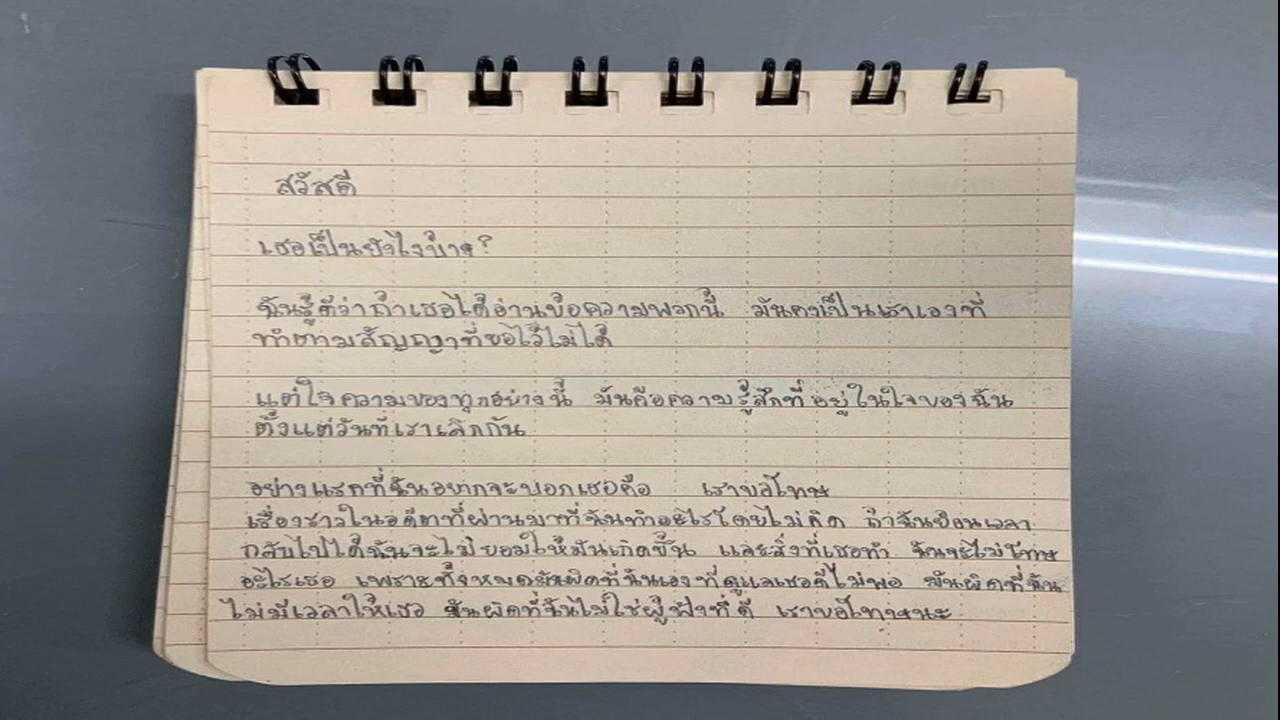 สวัสดี
เธอเป็นยังไงบ้าง?
ฉันรู้ดีว่าถ้าเธอได้อ่านข้อความพวกนี้ มันคงเป็นเราเองที่
ทำตามสัญญาที่ขอไว้ไม่ได้
แต่ใจความของทุกอย่างนี้ มันคือความรู้สึกที่อยู่ในใจของฉัน
ตั้งแต่วันที่เราเลิกกัน
อย่างแรกที่ฉันอยากจะบอกเธอคือ เราขอโทษ
เรื่องราวในอดีตที่ผ่านมาที่ฉันทำอะไรโดยไม่คิด ถ้าฉันย้อนเวลา
กลับไปได้ฉันจะไม่ยอมให้มันเกิดขึ้น และสิ่งที่เธอทำ ฉันจะไม่โทษ
อะไรเธอ เพราะทั้งหมดมันผิดที่ฉันเองที่ดูแลเธอดีไม่พอ มันผิดที่ฉัน
ไม่มีเวลาให้เธอ มันผิดที่ฉันไม่ใช่ผู้ฟังที่ดี เราขอโทษนะ